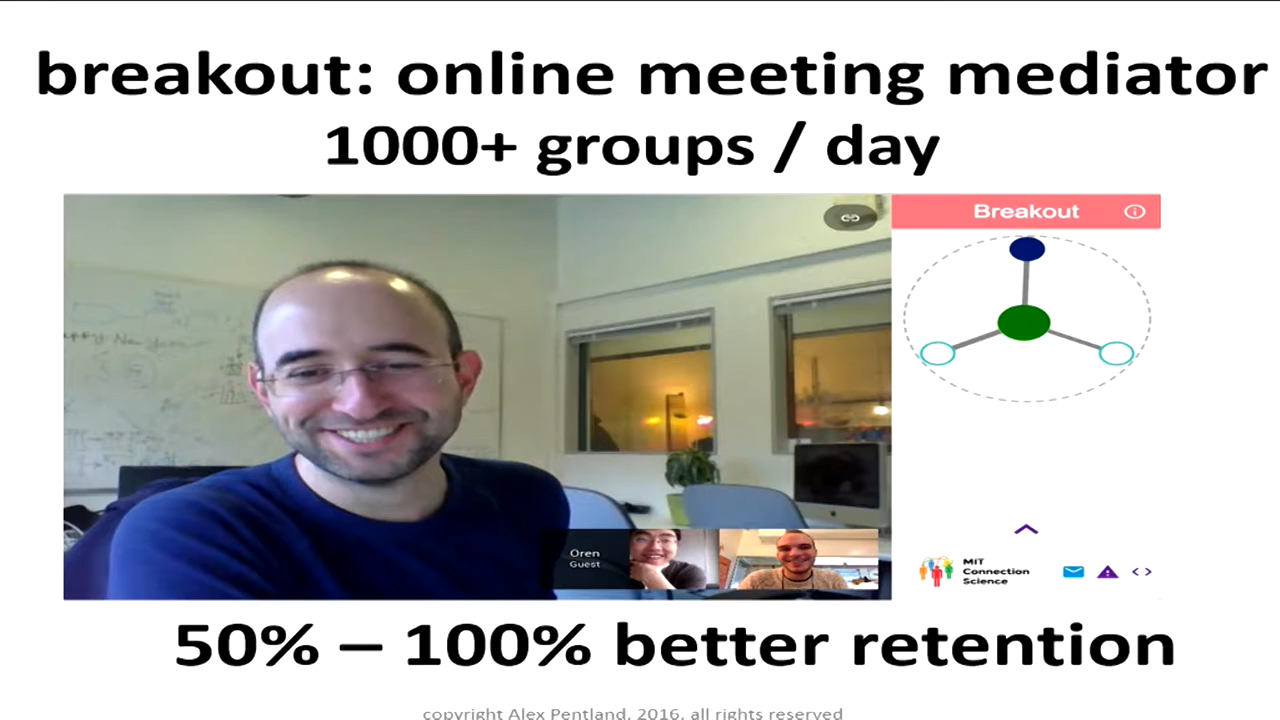 breakout: online meeting mediator
1000+ groups / day
Breakout
Oren
Guest
MIT
Connection
Science
50% – 100% better retention
copyright Alex Pentland, 2016, all rights reserved